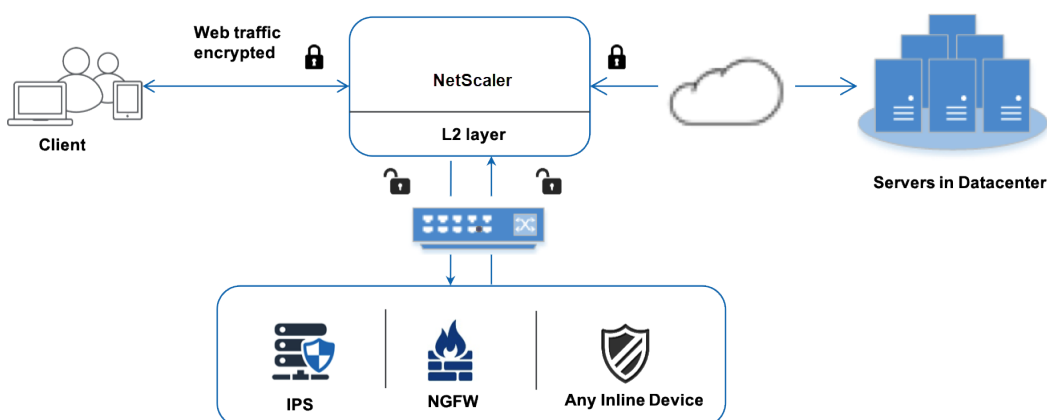 Web traffic
encrypted
NetScaler
L2 layer
Client
Servers in Datacenter
IPS
NGFW
Any Inline Device